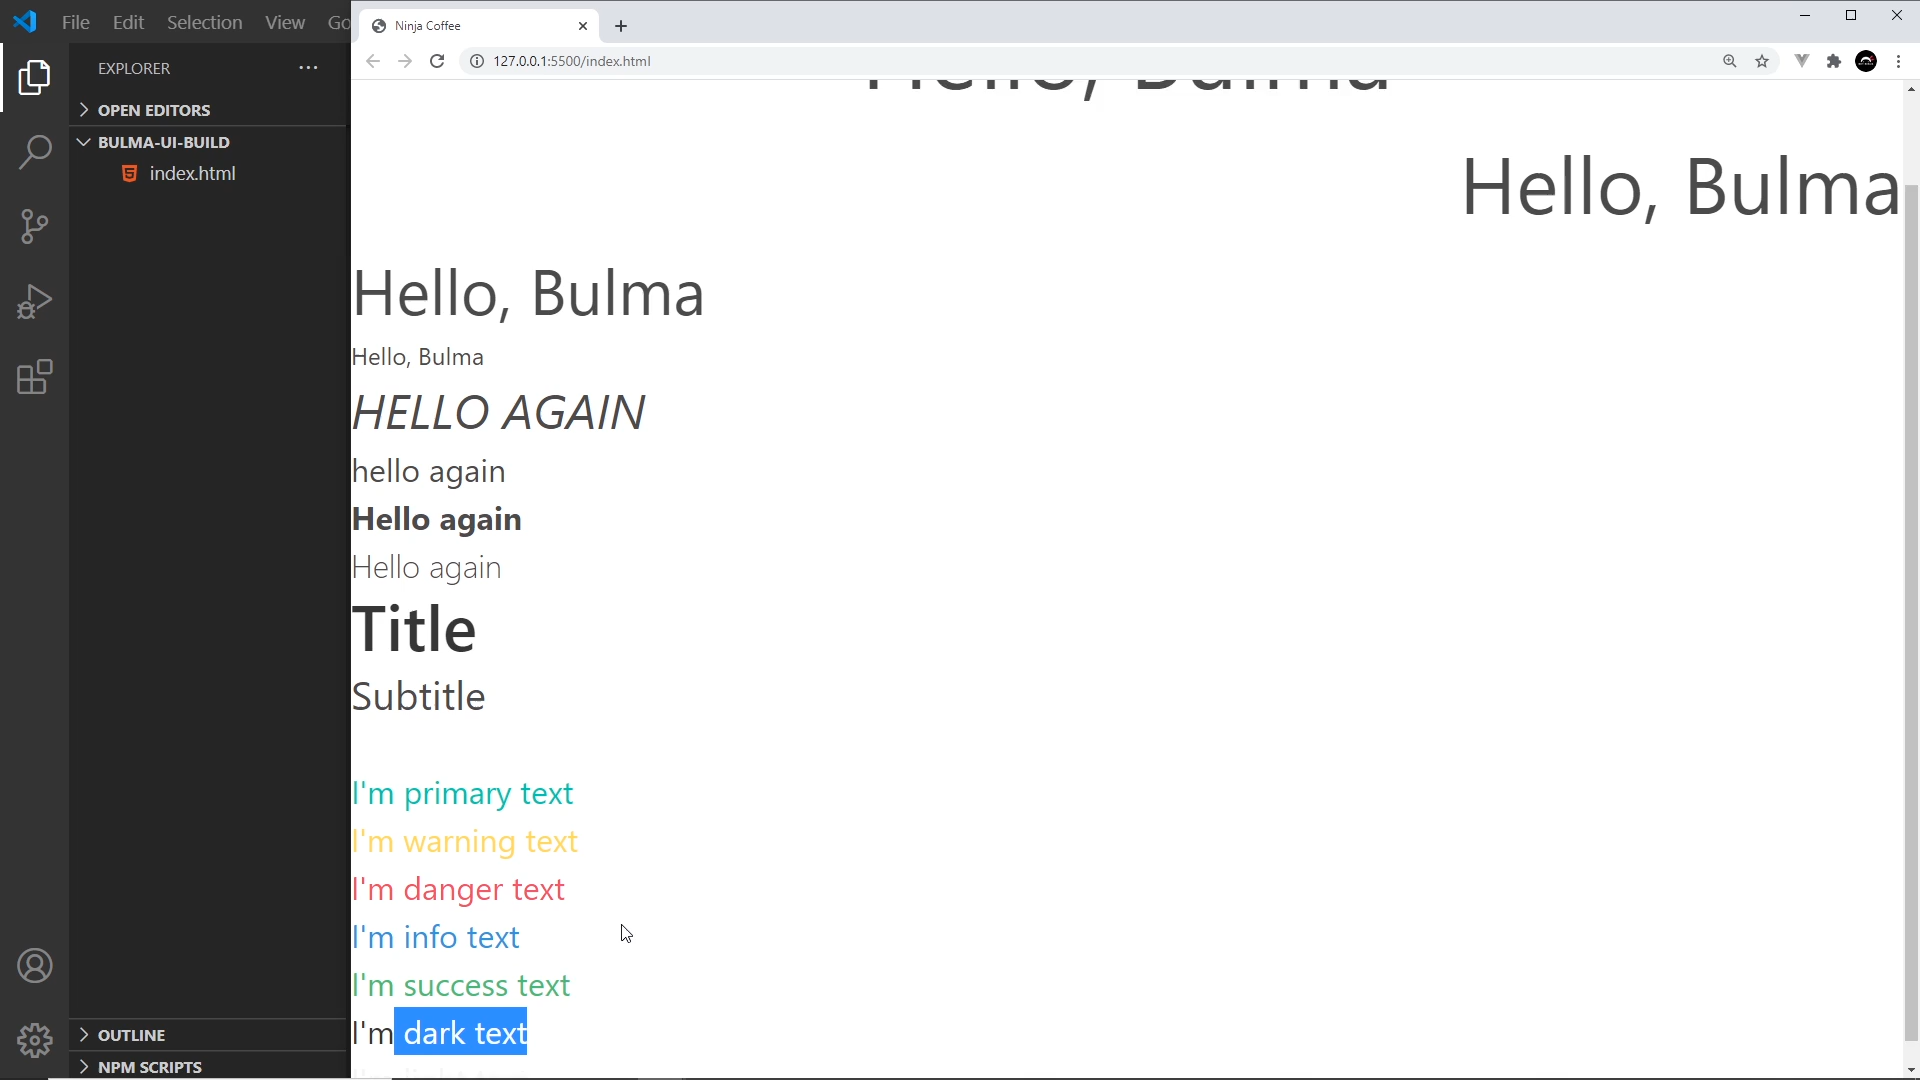 File Edit Selection View Go
Ninja Coffee
127.0.0.1:5500/index.html
EXPLORER
OPEN EDITORS
BULMA-UI-BUILD
index.html
OUTLINE
NPM SCRIPTS
Hello, Bulma
Hello, Bulma
Hello, Bulma
Hello, Bulma
HELLO AGAIN
hello again
Hello again
Hello again
Title
Subtitle
I'm primary text
I'm warning text
I'm danger text
I'm info text
I'm success text
I'm dark text